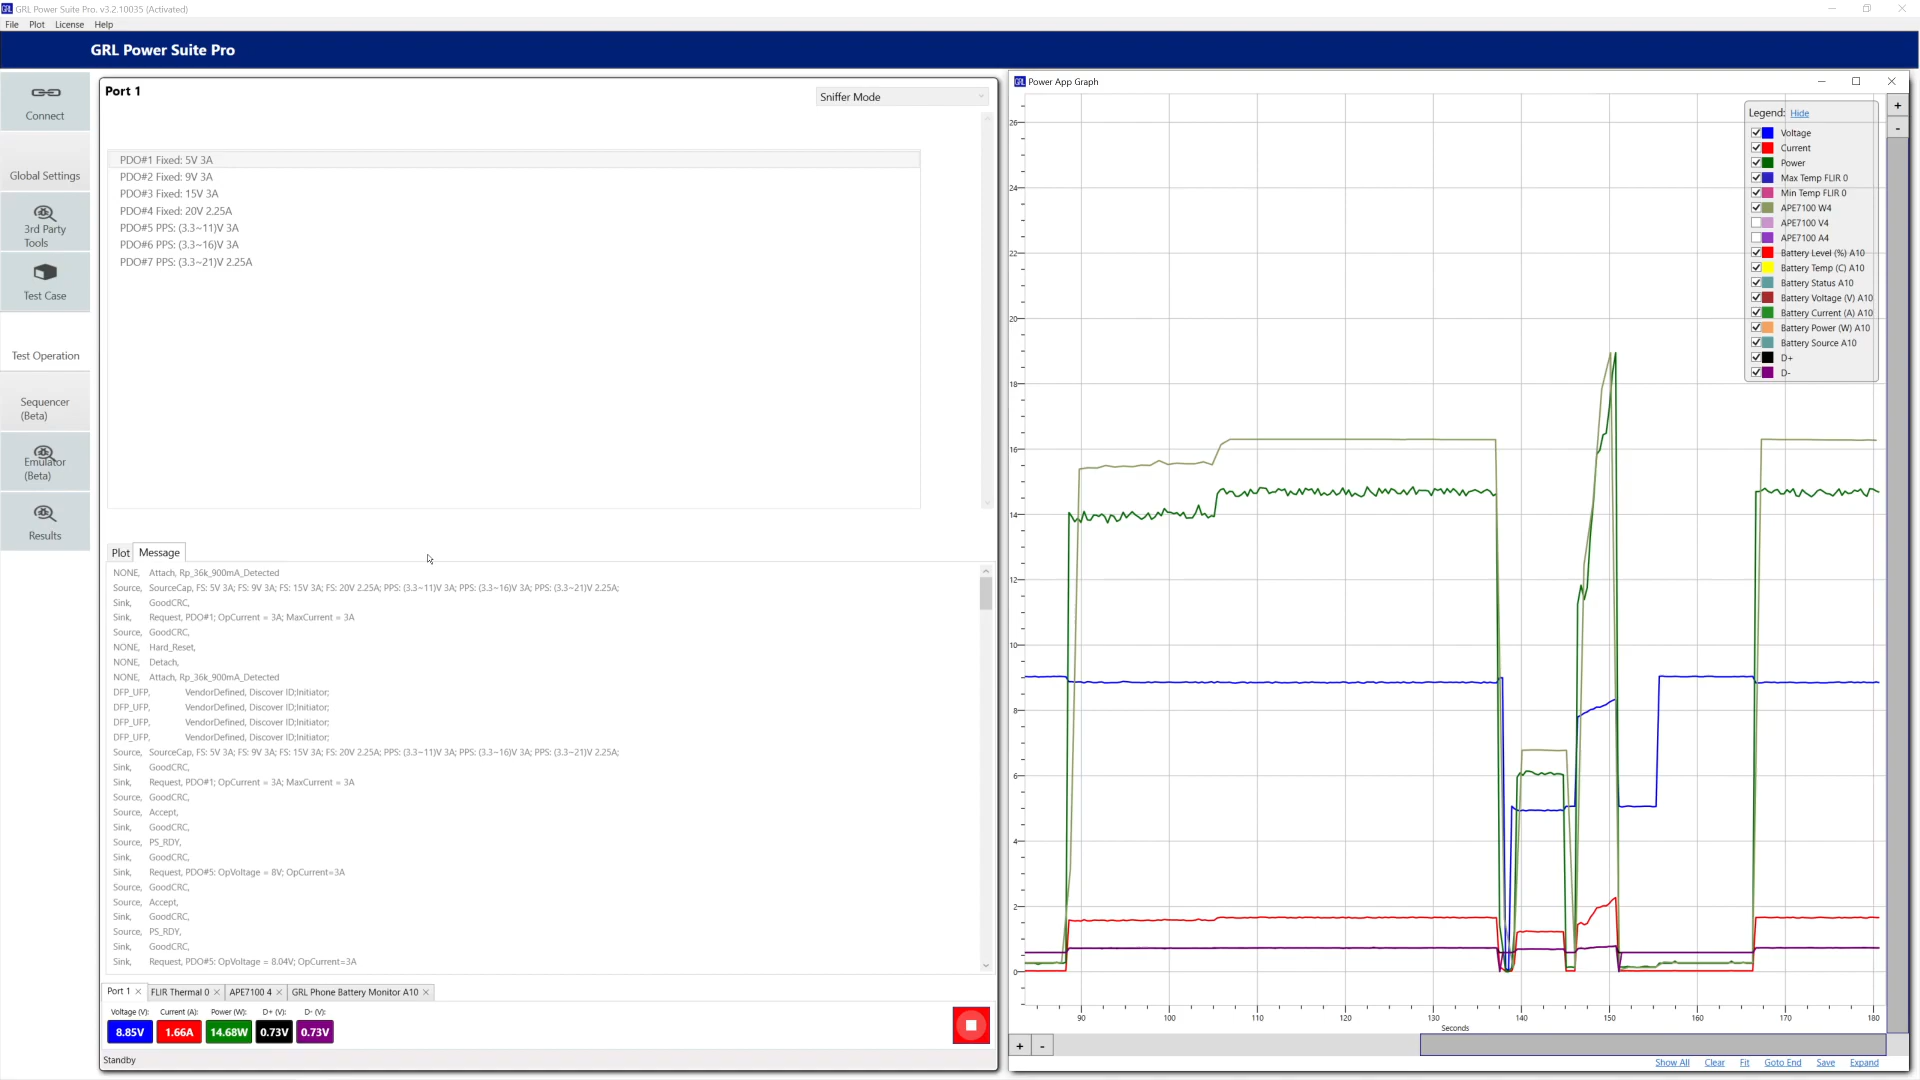 GRL Power Suite Pro. v3.2.10035 (Activated)
File Plot License Help
GRL Power Suite Pro
Connect
Global Settings
3rd Party
Tools
Test Case
Test Operation
Sequencer
(Beta)
Emulator
(Beta)
Results
Port 1
Sniffer Mode
PDO#1 Fixed: 5V 3A
PDO#2 Fixed: 9V 3A
PDO#3 Fixed: 15V 3A
PDO#4 Fixed: 20V 2.25A
PDO#5 PPS: (3.3~11)V 3A
PDO#6 PPS: (3.3~16)V 3A
PDO#7 PPS: (3.3~21)V 2.25A
Plot Message
NONE, Attach, Rp_36k_900mA_Detected
Source, SourceCap, FS: 5V 3A; FS: 9V 3A; FS: 15V 3A; FS: 20V 2.25A; PPS: (3.3~11)V 3A; PPS: (3.3~16)V 3A; PPS: (3.3~21)V 2.25A;
Sink, GoodCRC,
Sink, Request, PDO#1; OpCurrent = 3A; MaxCurrent = 3A
Source, GoodCRC,
NONE, Hard_Reset,
NONE, Detach,
NONE, Attach, Rp_36k_900mA_Detected
DFP_UFP, VendorDefined, Discover ID;Initiator;
DFP_UFP, VendorDefined, Discover ID;Initiator;
DFP_UFP, VendorDefined, Discover ID;Initiator;
DFP_UFP, VendorDefined, Discover ID;Initiator;
Source, SourceCap, FS: 5V 3A; FS: 9V 3A; FS: 15V 3A; FS: 20V 2.25A; PPS: (3.3~11)V 3A; PPS: (3.3~16)V 3A; PPS: (3.3~21)V 2.25A;
Sink, GoodCRC,
Sink, Request, PDO#1; OpCurrent = 3A; MaxCurrent = 3A
Source, GoodCRC,
Source, Accept,
Sink, GoodCRC,
Source, PS_RDY,
Sink, GoodCRC,
Sink, Request, PDO#5: OpVoltage = 8V; OpCurrent=3A
Source, GoodCRC,
Source, Accept,
Sink, GoodCRC,
Source, PS_RDY,
Sink, GoodCRC,
Sink, Request, PDO#5: OpVoltage = 8.04V; OpCurrent=3A
Port 1 × FLIR Thermal 0 × APE7100 4 × GRL Phone Battery Monitor A10 ×
Voltage (V): Current (A): Power (W): D+ (V): D- (V):
8.85V 1.66A 14.68W 0.73V 0.73V
Standby
GRL Power App Graph
Legend: Hide
Voltage
Current
Power
Max Temp FLIR 0
Min Temp FLIR 0
APE7100 W4
APE7100 V4
APE7100 A4
Battery Level (%) A10
Battery Temp (C) A10
Battery Status A10
Battery Voltage (V) A10
Battery Current (A) A10
Battery Power (W) A10
Battery Source A10
D+
D-
+
-
26
24
22
20
18
16
14
12
10
8
6
4
2
0
90 100 110 120 130 140 150 160 170 180
Seconds
+ -
Show All Clear Fit Goto End Save Expand